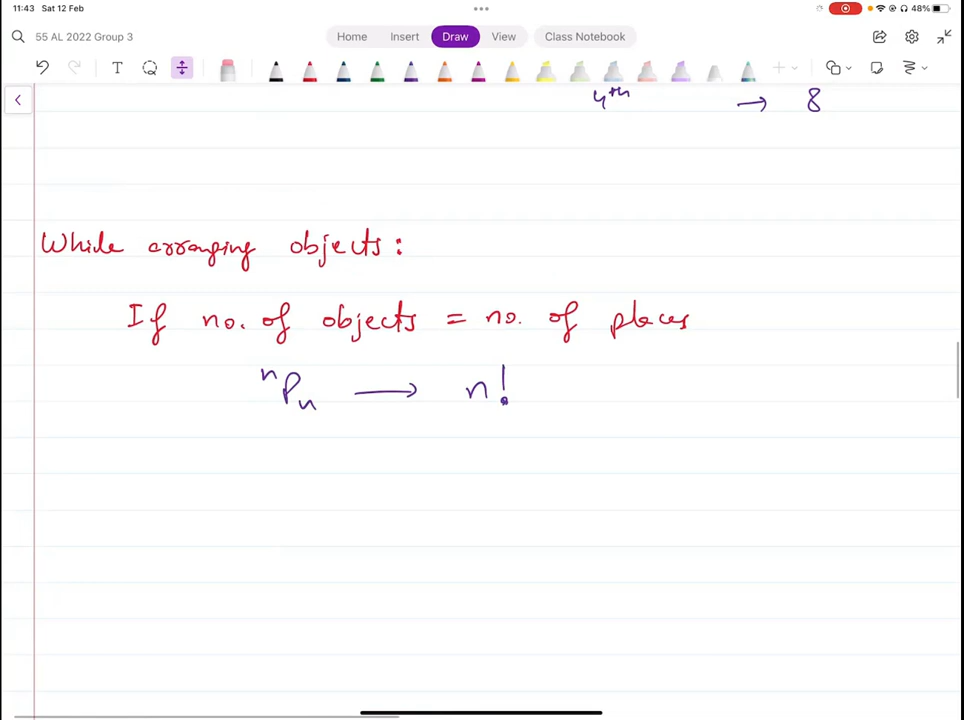 11:43 Sat 12 Feb
48%
55 AL 2022 Group 3
Home Insert Draw View Class Notebook
T
4th → 8
While arranging objects:
If no. of objects = no. of places
ⁿPₙ → n!